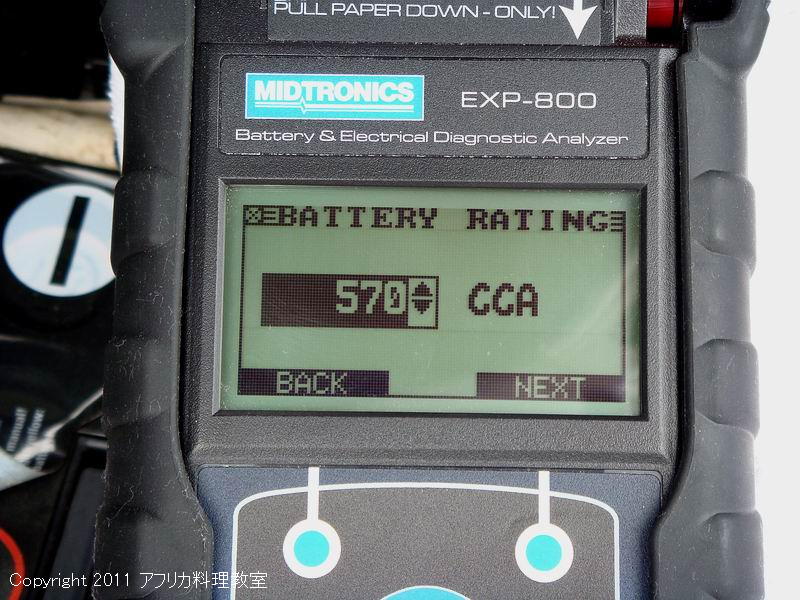 PULL PAPER DOWN - ONLY!
MIDTRONICS
EXP-800
Battery & Electrical Diagnostic Analyzer
BATTERY RATING
570 CCA
BACK
NEXT
Copyright 2011 アフリカ料理教室